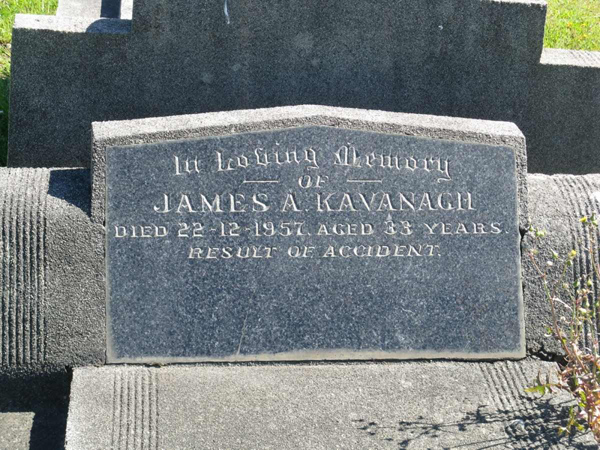 In Loving Memory
OF
JAMES A. KAVANAGH
DIED 22-12-1957. AGED 33 YEARS.
RESULT OF ACCIDENT.